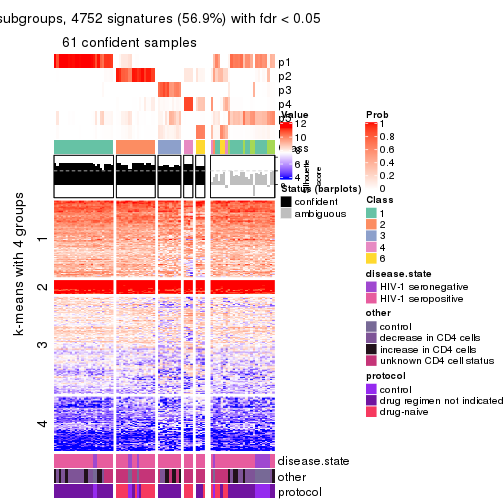 subgroups, 4752 signatures (56.9%) with fdr < 0.05
61 confident samples
p1
p2
p3
p4
Value
12
10
8
6
4
Prob
1
0.8
0.6
0.4
0.2
0
Silhouette
score
Status (barplots)
confident
ambiguous
Class
1
2
3
4
6
k-means with 4 groups
1
2
3
4
disease.state
HIV-1 seronegative
HIV-1 seropositive
other
control
decrease in CD4 cells
increase in CD4 cells
unknown CD4 cell status
protocol
control
drug regimen not indicated
drug-naive
disease.state
other
protocol